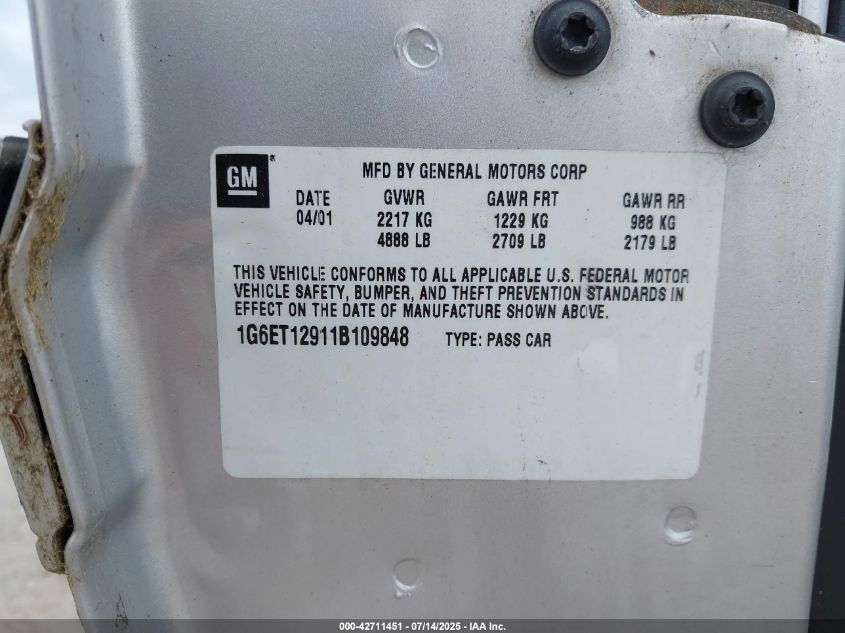 GM ®
MFD BY GENERAL MOTORS CORP
DATE GVWR GAWR FRT GAWR RR
04/01 2217 KG 1229 KG 988 KG
4888 LB 2709 LB 2179 LB
THIS VEHICLE CONFORMS TO ALL APPLICABLE U.S. FEDERAL MOTOR
VEHICLE SAFETY, BUMPER, AND THEFT PREVENTION STANDARDS IN
EFFECT ON THE DATE OF MANUFACTURE SHOWN ABOVE.
1G6ET12911B109848 TYPE: PASS CAR
000-42711451 - 07/14/2025 - IAA Inc.